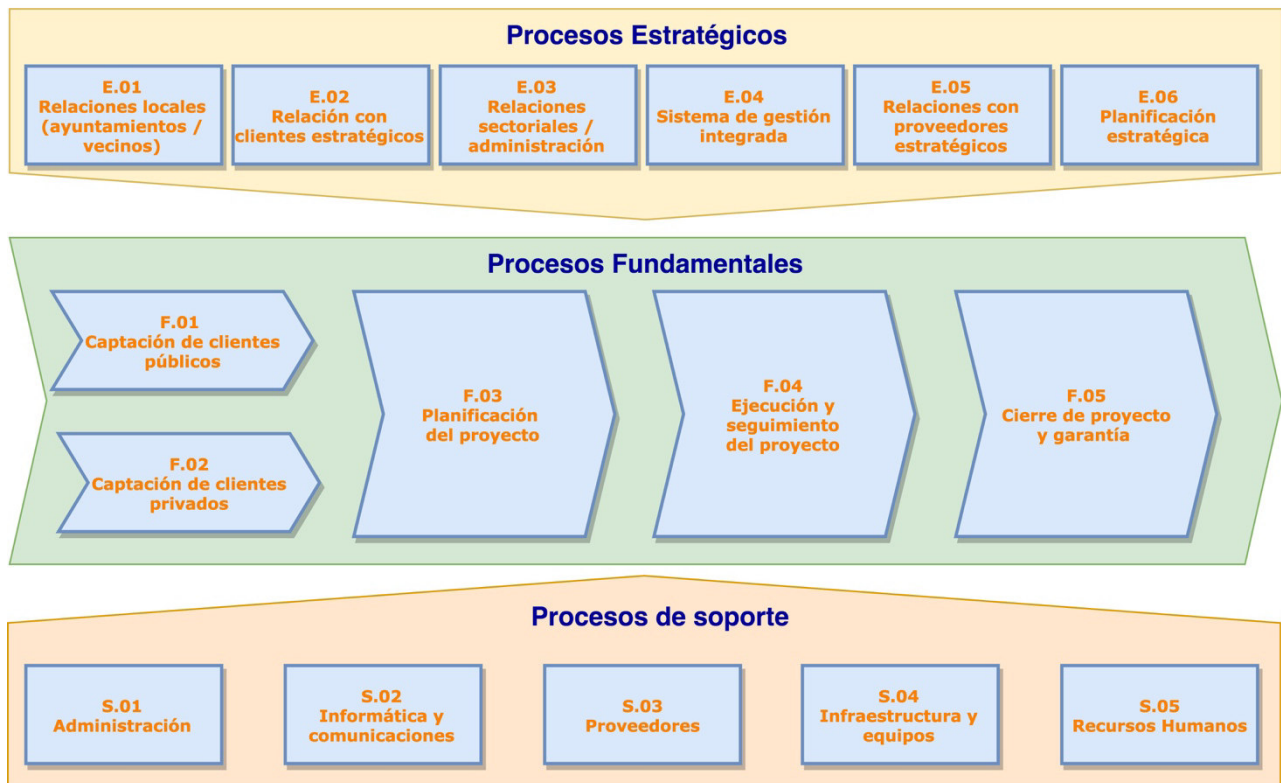 Procesos Estratégicos
E.01
Relaciones locales
(ayuntamientos /
vecinos)
E.02
Relación con
clientes estratégicos
E.03
Relaciones
sectoriales /
administración
E.04
Sistema de gestión
integrada
E.05
Relaciones con
proveedores
estratégicos
E.06
Planificación
estratégica
Procesos Fundamentales
F.01
Captación de clientes
públicos
F.02
Captación de clientes
privados
F.03
Planificación
del proyecto
F.04
Ejecución y
seguimiento
del proyecto
F.05
Cierre de proyecto
y garantía
Procesos de soporte
S.01
Administración
S.02
Informática y
comunicaciones
S.03
Proveedores
S.04
Infraestructura y
equipos
S.05
Recursos Humanos